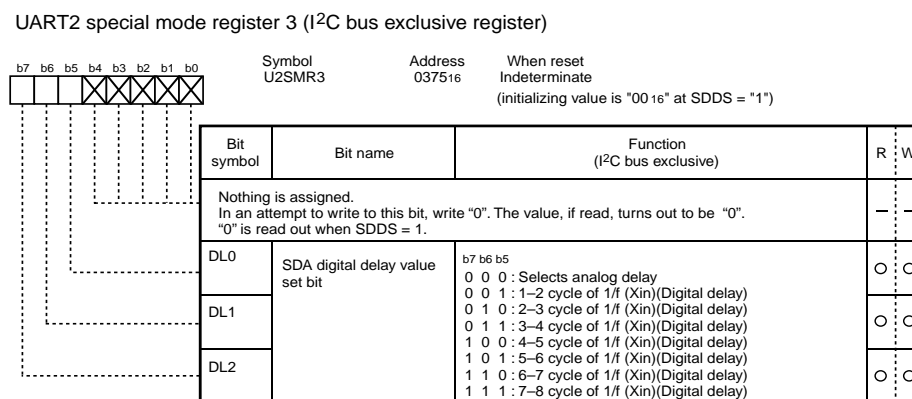 UART2 special mode register 3 (I2C bus exclusive register)
b7 b6 b5 b4 b3 b2 b1 b0
Symbol Address When reset
U2SMR3 037516 Indeterminate
(initializing value is "0016" at SDDS = "1")
Bit symbol Bit name Function (I2C bus exclusive) R W
Nothing is assigned.
In an attempt to write to this bit, write “0”. The value, if read, turns out to be “0”.
“0” is read out when SDDS = 1.
DL0
DL1
DL2
SDA digital delay value
set bit
b7 b6 b5
0 0 0 : Selects analog delay
0 0 1 : 1–2 cycle of 1/f (Xin)(Digital delay)
0 1 0 : 2–3 cycle of 1/f (Xin)(Digital delay)
0 1 1 : 3–4 cycle of 1/f (Xin)(Digital delay)
1 0 0 : 4–5 cycle of 1/f (Xin)(Digital delay)
1 0 1 : 5–6 cycle of 1/f (Xin)(Digital delay)
1 1 0 : 6–7 cycle of 1/f (Xin)(Digital delay)
1 1 1 : 7–8 cycle of 1/f (Xin)(Digital delay)